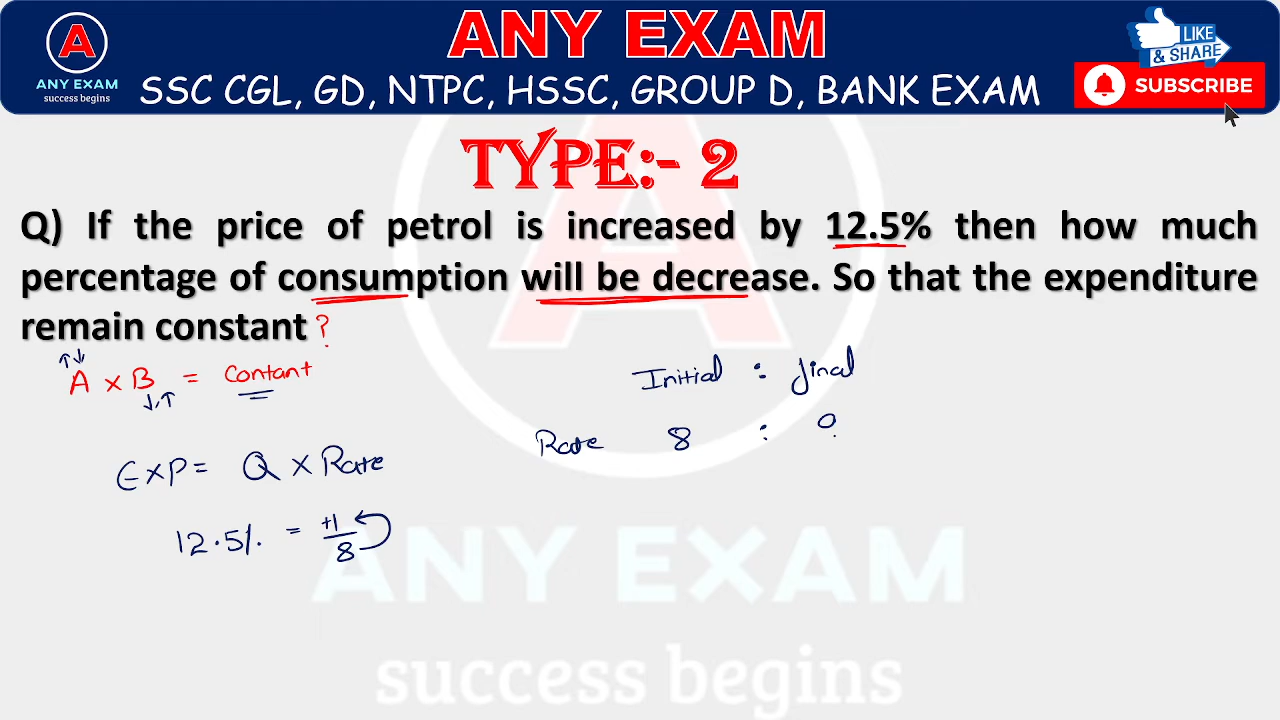 A
ANY EXAM
success begins
ANY EXAM
SSC CGL, GD, NTPC, HSSC, GROUP D, BANK EXAM
LIKE
& SHARE
SUBSCRIBE
TYPE:- 2
Q) If the price of petrol is increased by 12.5% then how much
percentage of consumption will be decrease. So that the expenditure
remain constant ?
A × B = Contant
Initial : final
Rate 8 :
Exp = Q × Rate
12.5% = +1/8
A
ANY EXAM
success begins